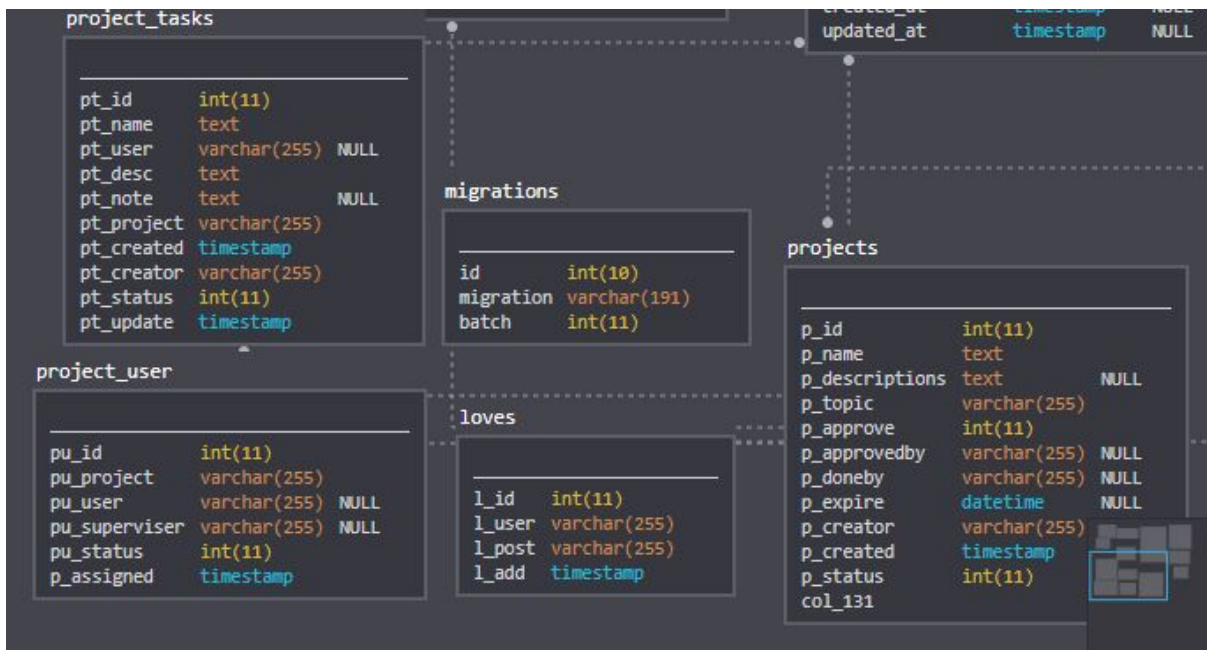 project_tasks
pt_id int(11)
pt_name text
pt_user varchar(255) NULL
pt_desc text
pt_note text NULL
pt_project varchar(255)
pt_created timestamp
pt_creator varchar(255)
pt_status int(11)
pt_update timestamp
created_at timestamp NULL
updated_at timestamp NULL
migrations
id int(10)
migration varchar(191)
batch int(11)
projects
p_id int(11)
p_name text
p_descriptions text NULL
p_topic varchar(255)
p_approve int(11)
p_approvedby varchar(255) NULL
p_doneby varchar(255) NULL
p_expire datetime NULL
p_creator varchar(255)
p_created timestamp
p_status int(11)
col_131
project_user
pu_id int(11)
pu_project varchar(255)
pu_user varchar(255) NULL
pu_superviser varchar(255) NULL
pu_status int(11)
p_assigned timestamp
loves
l_id int(11)
l_user varchar(255)
l_post varchar(255)
l_add timestamp